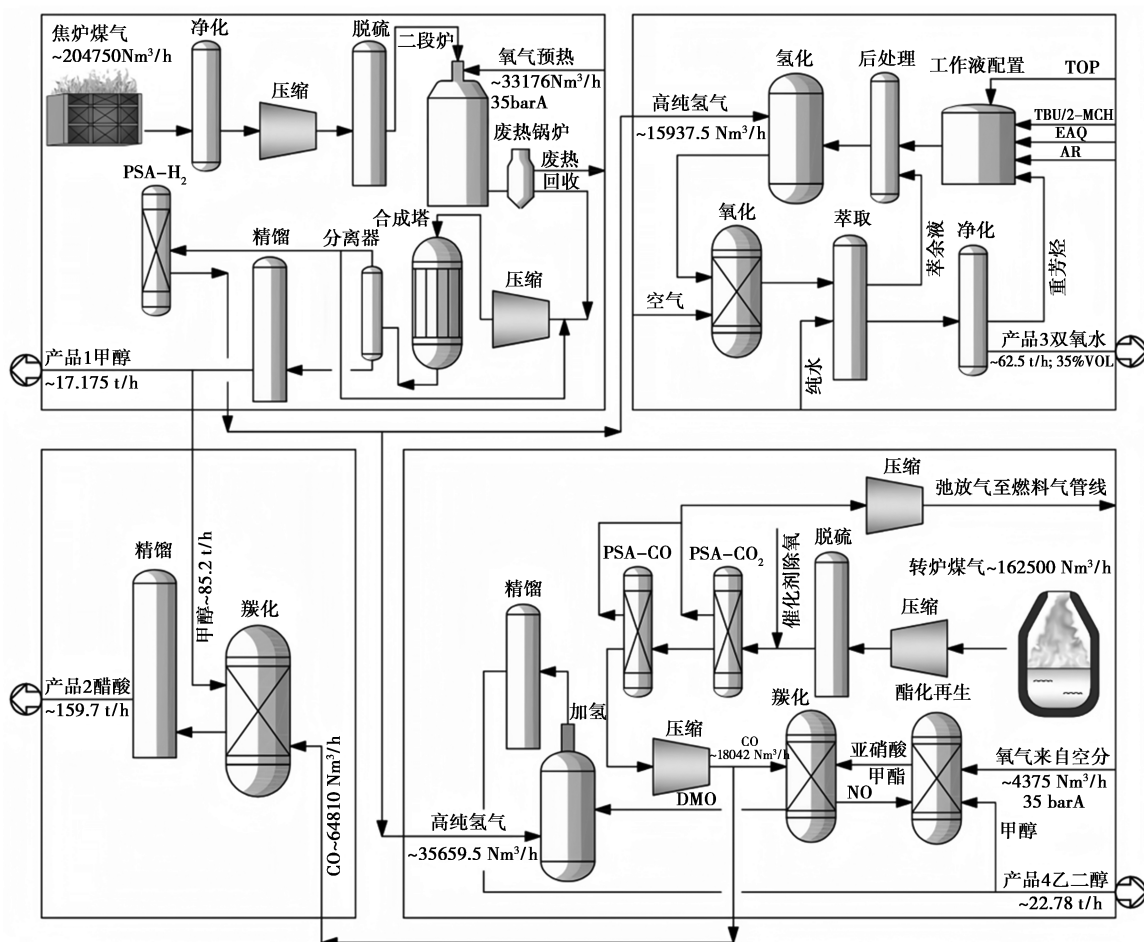 焦炉煤气
~204750Nm³/h
净化
压缩
脱硫
二段炉
氧气预热
~33176Nm³/h
35barA
废热锅炉
废热
回收
PSA-H₂
精馏
分离器
合成塔
压缩
产品1甲醇
~17.175 t/h
高纯氢气
~15937.5 Nm³/h
氢化
后处理
工作液配置
TOP
TBU/2-MCH
EAQ
AR
氧化
萃取
萃余液
净化
重芳烃
空气
纯水
产品3双氧水
~62.5 t/h; 35%VOL
精馏
甲醇~85.2 t/h
羰化
产品2醋酸
~159.7 t/h
CO~64810 Nm³/h
压缩
弛放气至燃料气管线
PSA-CO
PSA-CO₂
催化剂除氧
脱硫
转炉煤气~162500 Nm³/h
精馏
压缩
酯化再生
加氢
压缩
CO
~18042 Nm³/h
羰化
亚硝酸
甲酯
NO
DMO
氧气来自空分
~4375 Nm³/h
35 barA
高纯氢气
~35659.5 Nm³/h
甲醇
产品4乙二醇
~22.78 t/h